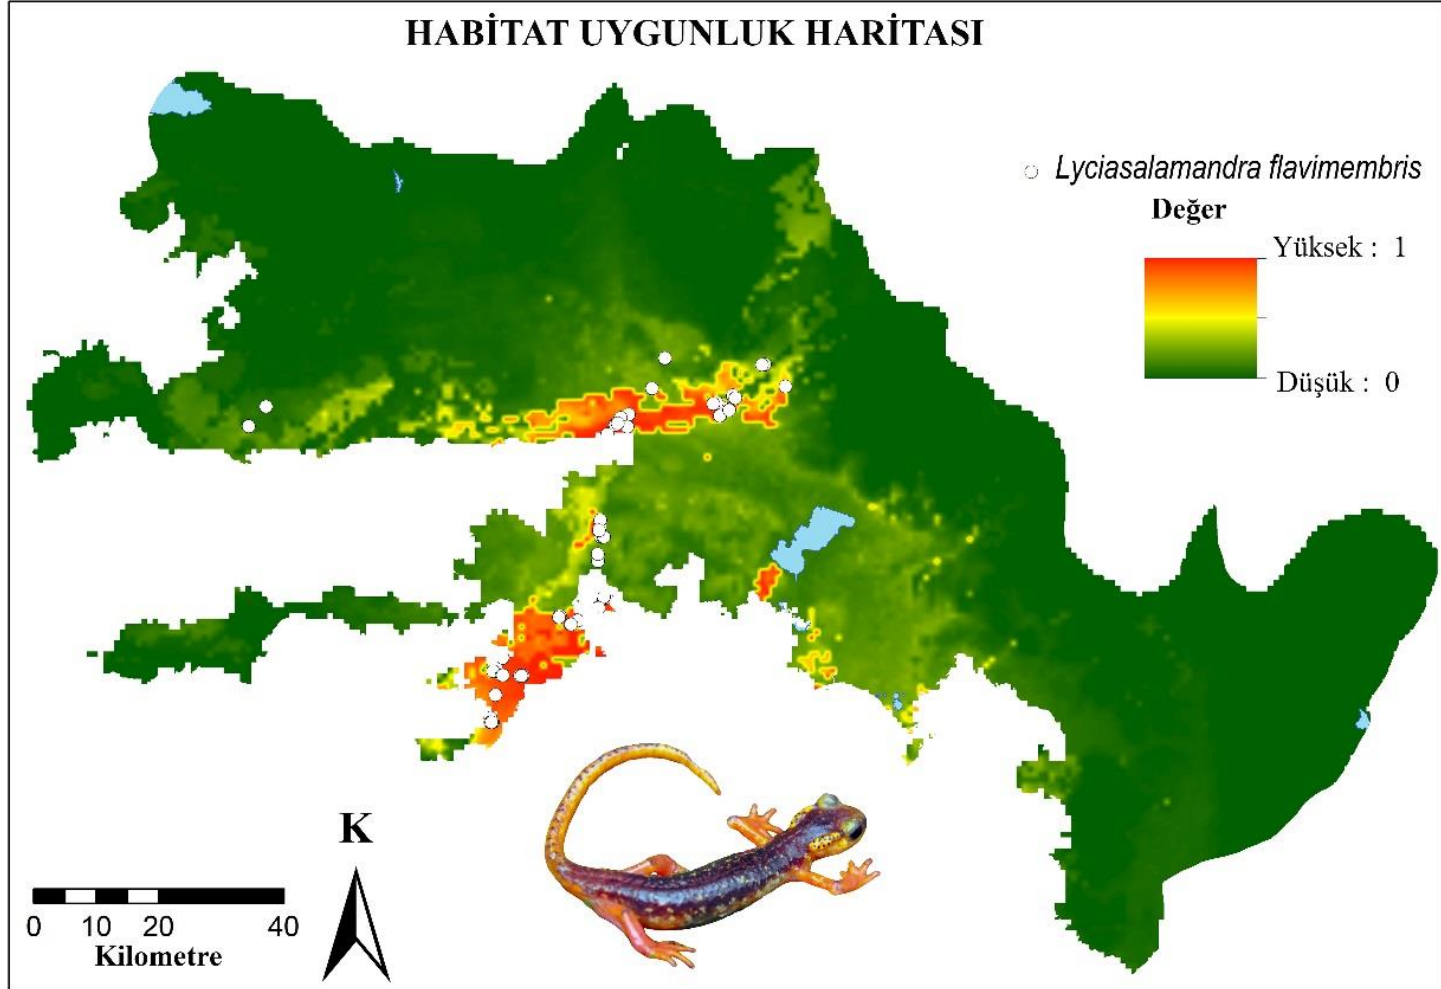 HABİTAT UYGUNLUK HARİTASI
Lyciasalamandra flavimembris
Değer
Yüksek : 1
Düşük : 0
K
0 10 20 40
Kilometre